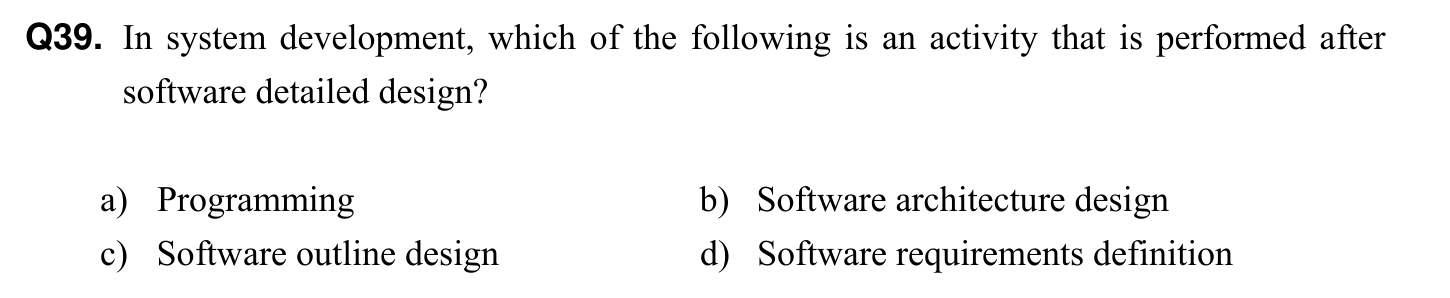 Q39. In system development, which of the following is an activity that is performed after
software detailed design?
a) Programming b) Software architecture design
c) Software outline design d) Software requirements definition